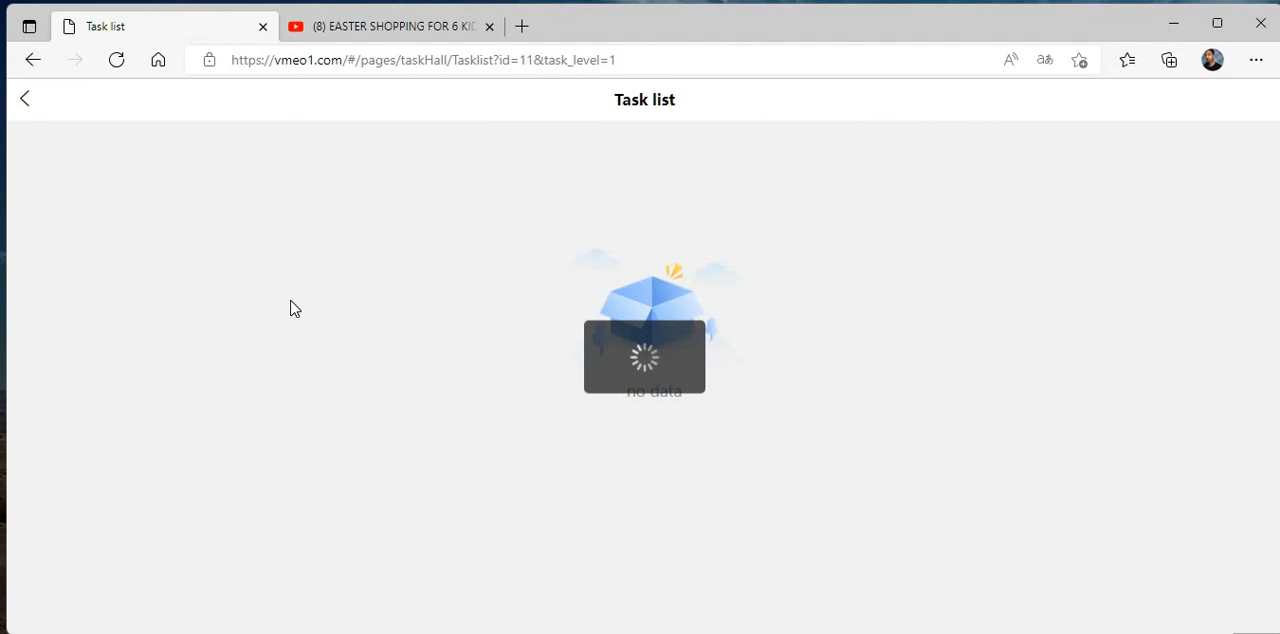 Task list
(8) EASTER SHOPPING FOR 6 KID
https://vmeo1.com/#/pages/taskHall/Tasklist?id=11&task_level=1
Task list
no data